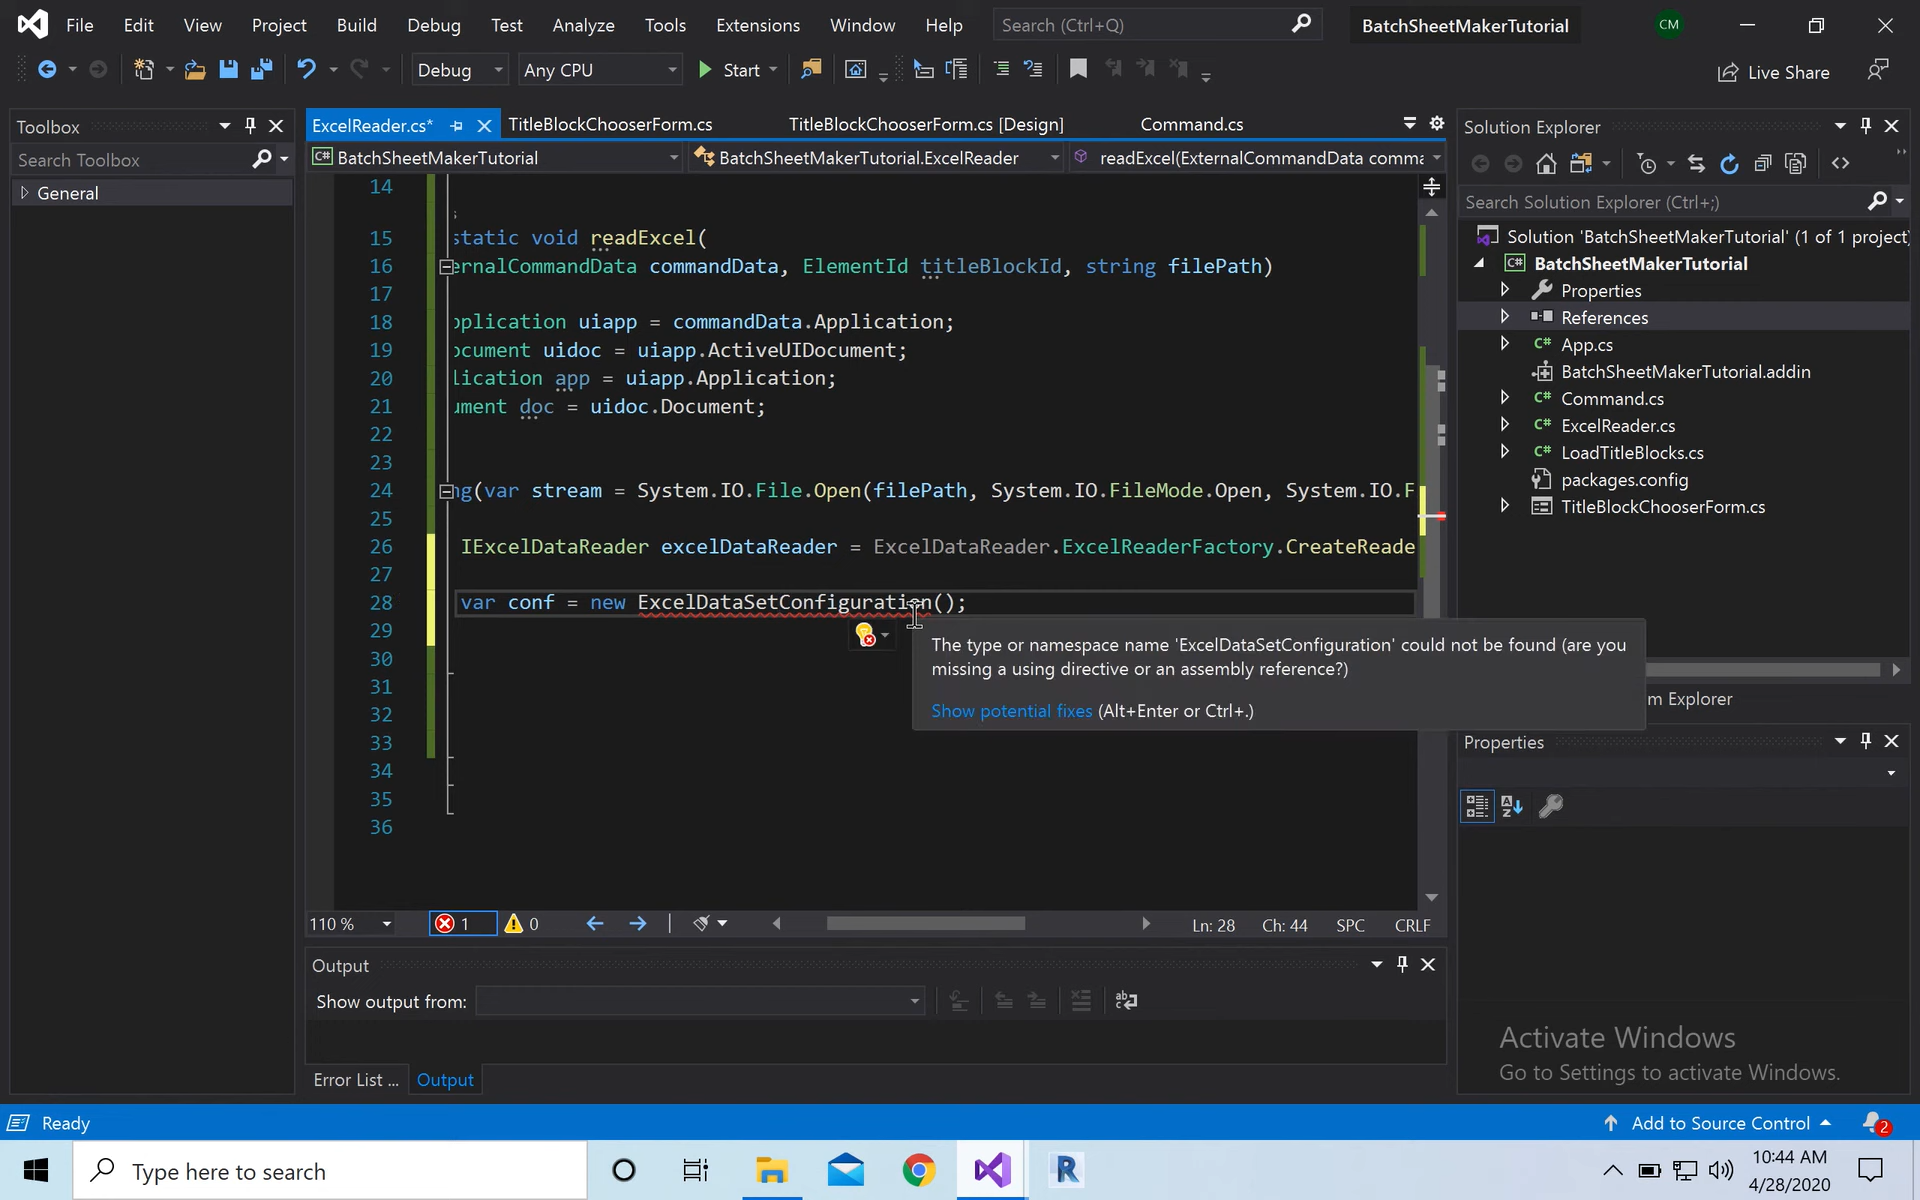 File Edit View Project Build Debug Test Analyze Tools Extensions Window Help Search (Ctrl+Q) BatchSheetMakerTutorial CM
Debug Any CPU Start Live Share
Toolbox
Search Toolbox
General
ExcelReader.cs* TitleBlockChooserForm.cs TitleBlockChooserForm.cs [Design] Command.cs
BatchSheetMakerTutorial BatchSheetMakerTutorial.ExcelReader readExcel(ExternalCommandData comma
14
15 static void readExcel(
16 ernalCommandData commandData, ElementId titleBlockId, string filePath)
17
18 pplication uiapp = commandData.Application;
19 ocument uidoc = uiapp.ActiveUIDocument;
20 lication app = uiapp.Application;
21 ument doc = uidoc.Document;
22
23
24 ng(var stream = System.IO.File.Open(filePath, System.IO.FileMode.Open, System.IO.F
25
26 IExcelDataReader excelDataReader = ExcelDataReader.ExcelReaderFactory.CreateReade
27
28 var conf = new ExcelDataSetConfiguration();
29
30
31
32
33
34
35
36
The type or namespace name 'ExcelDataSetConfiguration' could not be found (are you
missing a using directive or an assembly reference?)
Show potential fixes (Alt+Enter or Ctrl+.)
110 % 1 0 Ln: 28 Ch: 44 SPC CRLF
Output
Show output from:
Error List ... Output
Solution Explorer
Search Solution Explorer (Ctrl+;)
Solution 'BatchSheetMakerTutorial' (1 of 1 project)
BatchSheetMakerTutorial
Properties
References
App.cs
BatchSheetMakerTutorial.addin
Command.cs
ExcelReader.cs
LoadTitleBlocks.cs
packages.config
TitleBlockChooserForm.cs
m Explorer
Properties
Activate Windows
Go to Settings to activate Windows.
Ready Add to Source Control 2
Type here to search
10:44 AM
4/28/2020